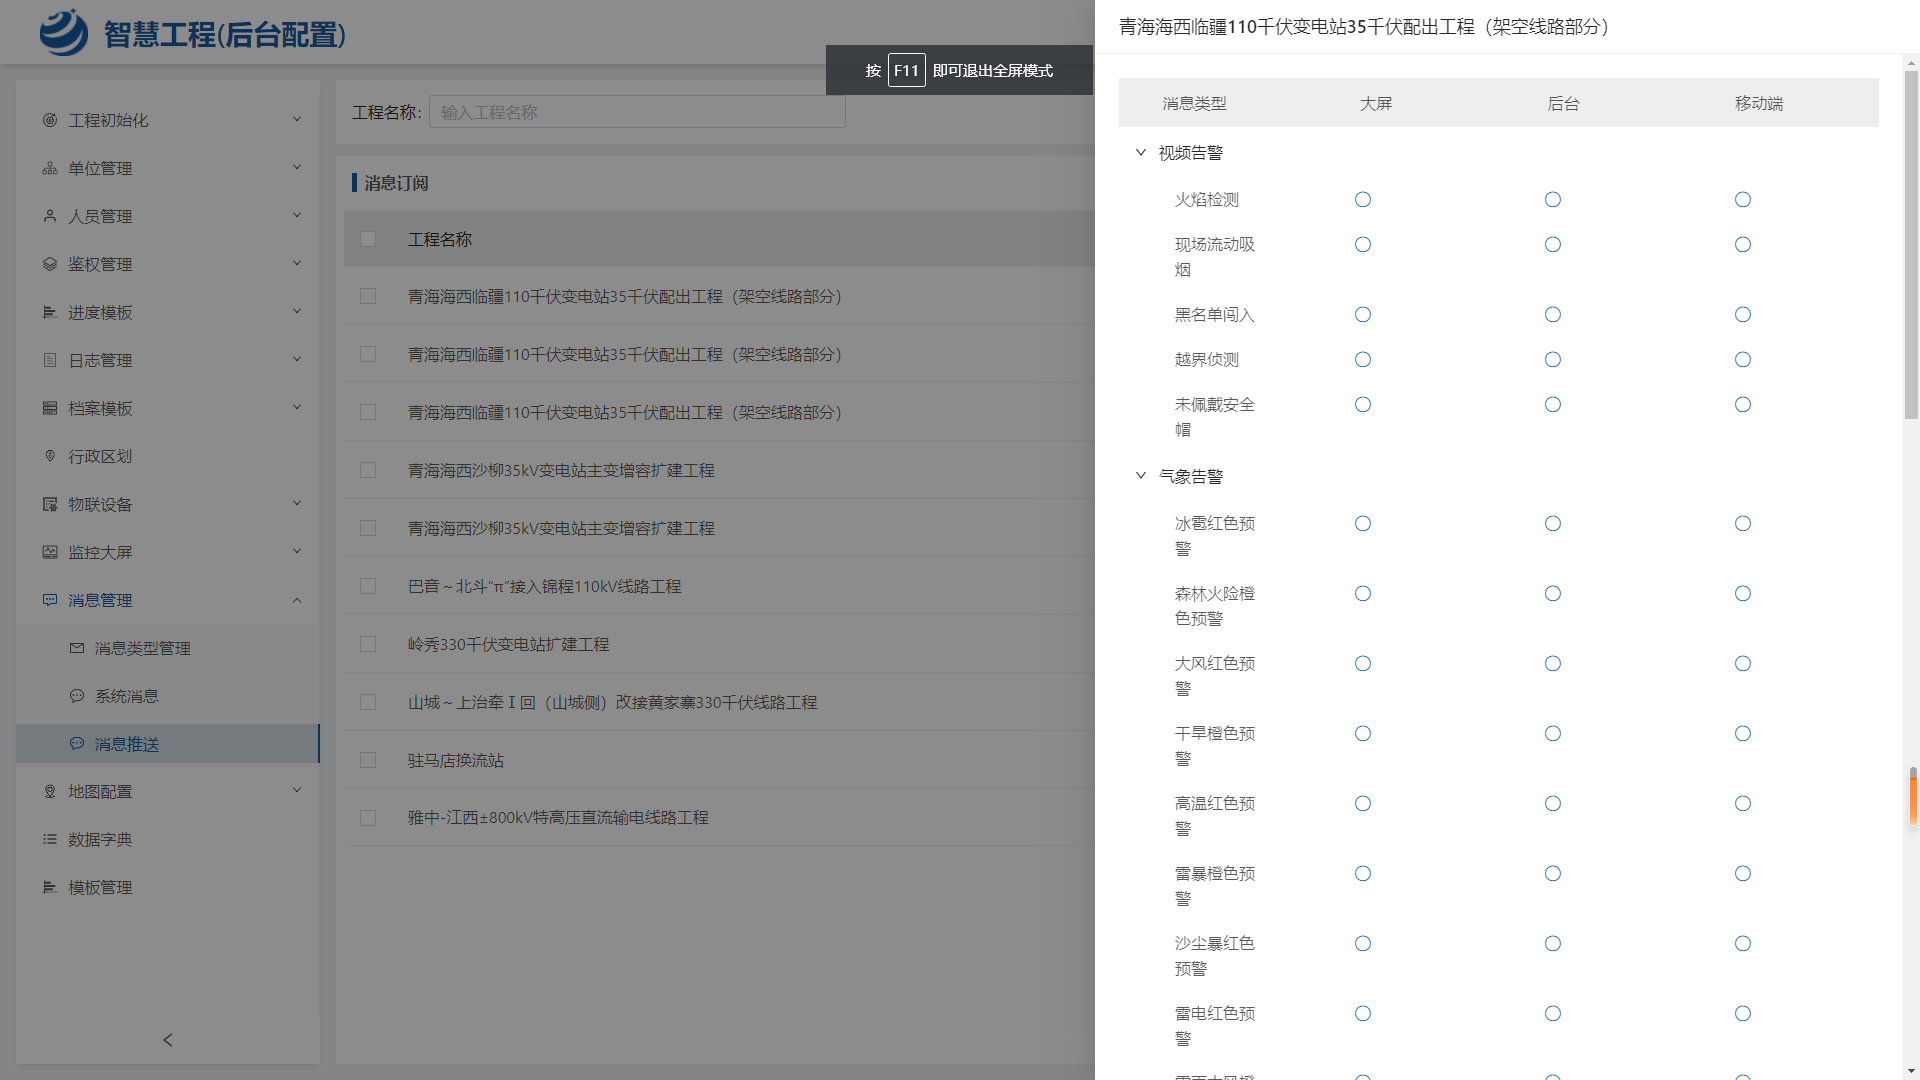 智慧工程(后台配置)
按 F11 即可退出全屏模式
工程初始化
单位管理
人员管理
鉴权管理
进度模板
日志管理
档案模板
行政区划
物联设备
监控大屏
消息管理
消息类型管理
系统消息
消息推送
地图配置
数据字典
模板管理
工程名称: 输入工程名称
消息订阅
工程名称
青海海西临疆110千伏变电站35千伏配出工程（架空线路部分）
青海海西临疆110千伏变电站35千伏配出工程（架空线路部分）
青海海西临疆110千伏变电站35千伏配出工程（架空线路部分）
青海海西沙柳35kV变电站主变增容扩建工程
青海海西沙柳35kV变电站主变增容扩建工程
巴音～北斗“π”接入锦程110kV线路工程
岭秀330千伏变电站扩建工程
山城～上治牵Ⅰ回（山城侧）改接黄家寨330千伏线路工程
驻马店换流站
雅中-江西±800kV特高压直流输电线路工程
青海海西临疆110千伏变电站35千伏配出工程（架空线路部分）
消息类型 大屏 后台 移动端
视频告警
火焰检测
现场流动吸
烟
黑名单闯入
越界侦测
未佩戴安全
帽
气象告警
冰雹红色预
警
森林火险橙
色预警
大风红色预
警
干旱橙色预
警
高温红色预
警
雷暴橙色预
警
沙尘暴红色
预警
雷电红色预
警